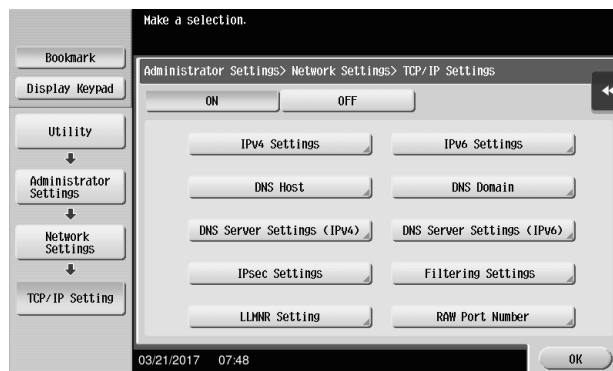 Make a selection.
Bookmark
Display Keypad
Utility
Administrator
Settings
Network
Settings
TCP/IP Setting
Administrator Settings> Network Settings> TCP/IP Settings
ON OFF
IPv4 Settings IPv6 Settings
DNS Host DNS Domain
DNS Server Settings (IPv4) DNS Server Settings (IPv6)
IPsec Settings Filtering Settings
LLMNR Setting RAW Port Number
03/21/2017 07:48
OK